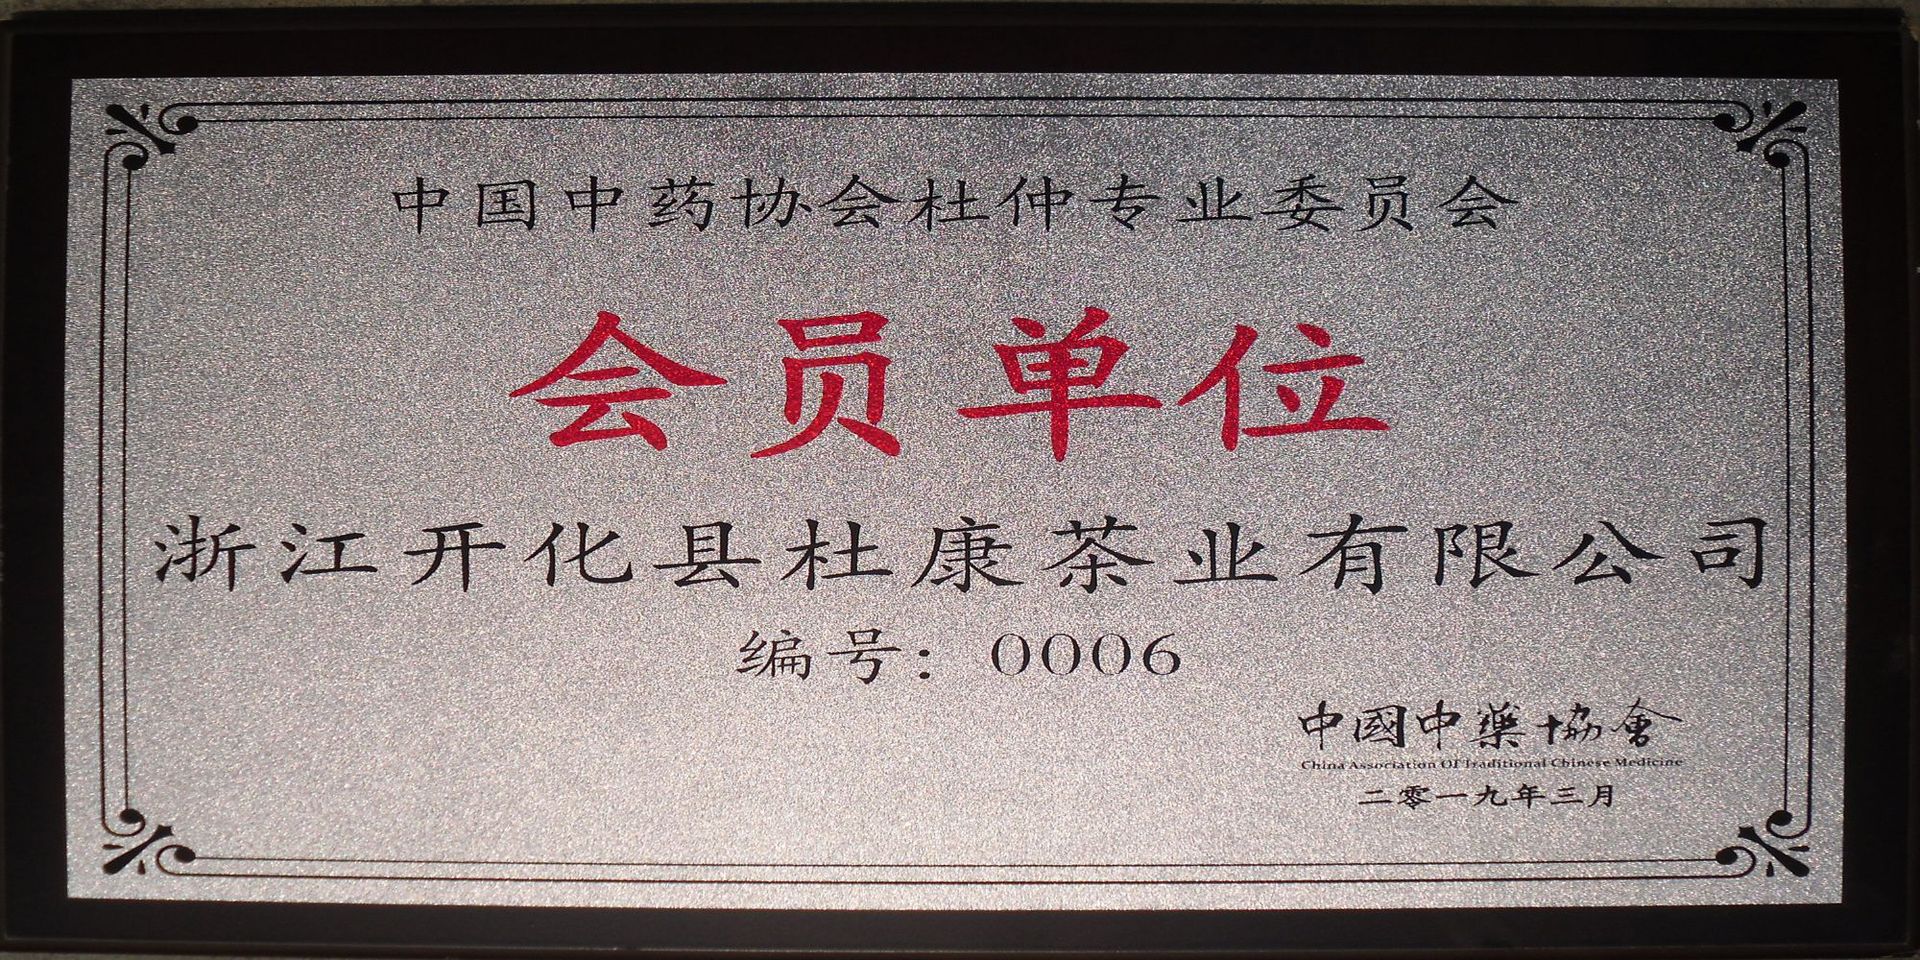 中国中药协会杜仲专业委员会
会员单位
浙江开化县杜康茶业有限公司
编号：0006
中國中藥協會
China Association Of Traditional Chinese Medicine
二零一九年三月